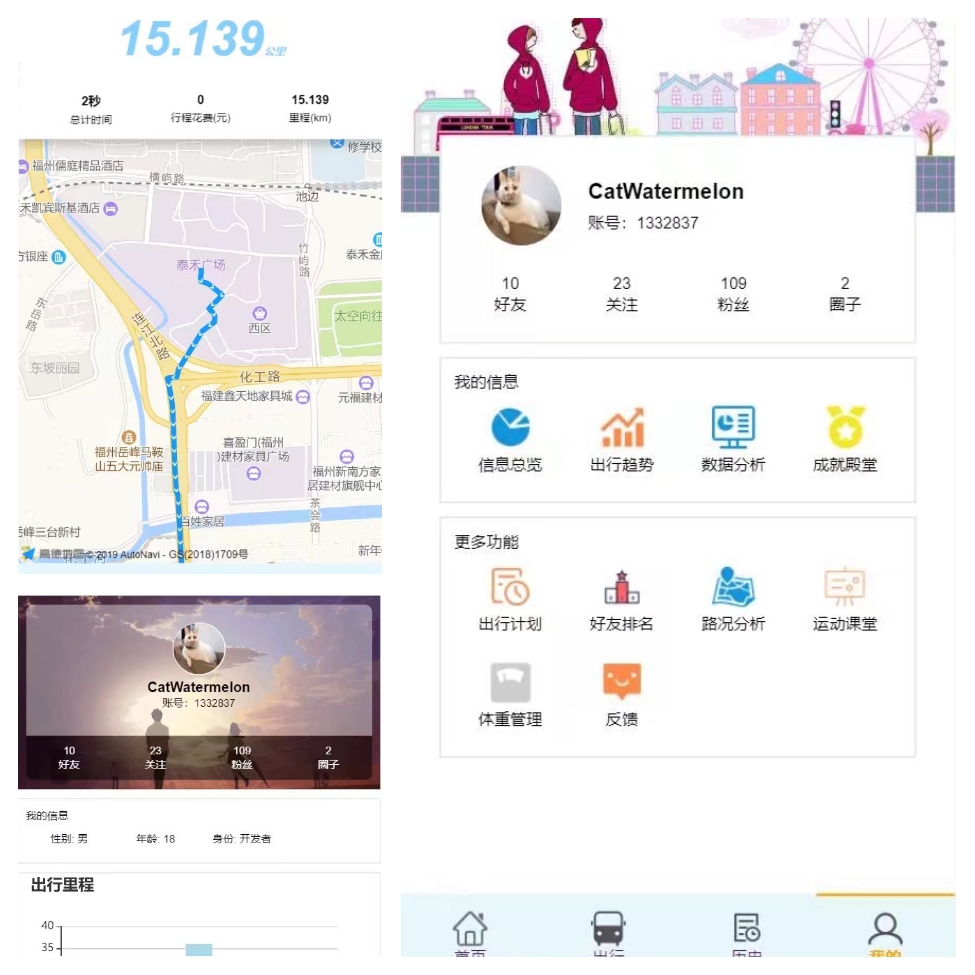 15.139公里
2秒
0
15.139
总计时间
行程花费(元)
里程(km)
修学校
福州儒庭精品酒店
横屿路
池边
禾凯宾斯基酒店
竹屿路
方银座
泰禾广场
泰禾金
东岳路
西区
太空向往
连江北路
东坡丽园
化工路
福建鑫天地家具城
元福建材
福州岳峰马鞍
山五大元帅庙
喜盈门(福州
)建材家具广场
福州新南方家
居建材旗舰中心
茶会路
百姓家居
岳峰三台新村
新年
高德地图 © 2019 AutoNavi - GS(2018)1709号
CatWatermelon
账号：1332837
10
23
109
2
好友
关注
粉丝
圈子
我的信息
性别: 男
年龄: 18
身份: 开发者
出行里程
40
35
LONDON TOUR
CatWatermelon
账号：1332837
10
23
109
2
好友
关注
粉丝
圈子
我的信息
信息总览
出行趋势
数据分析
成就殿堂
更多功能
出行计划
好友排名
路况分析
运动课堂
体重管理
反馈
首页
出行
历史
我的